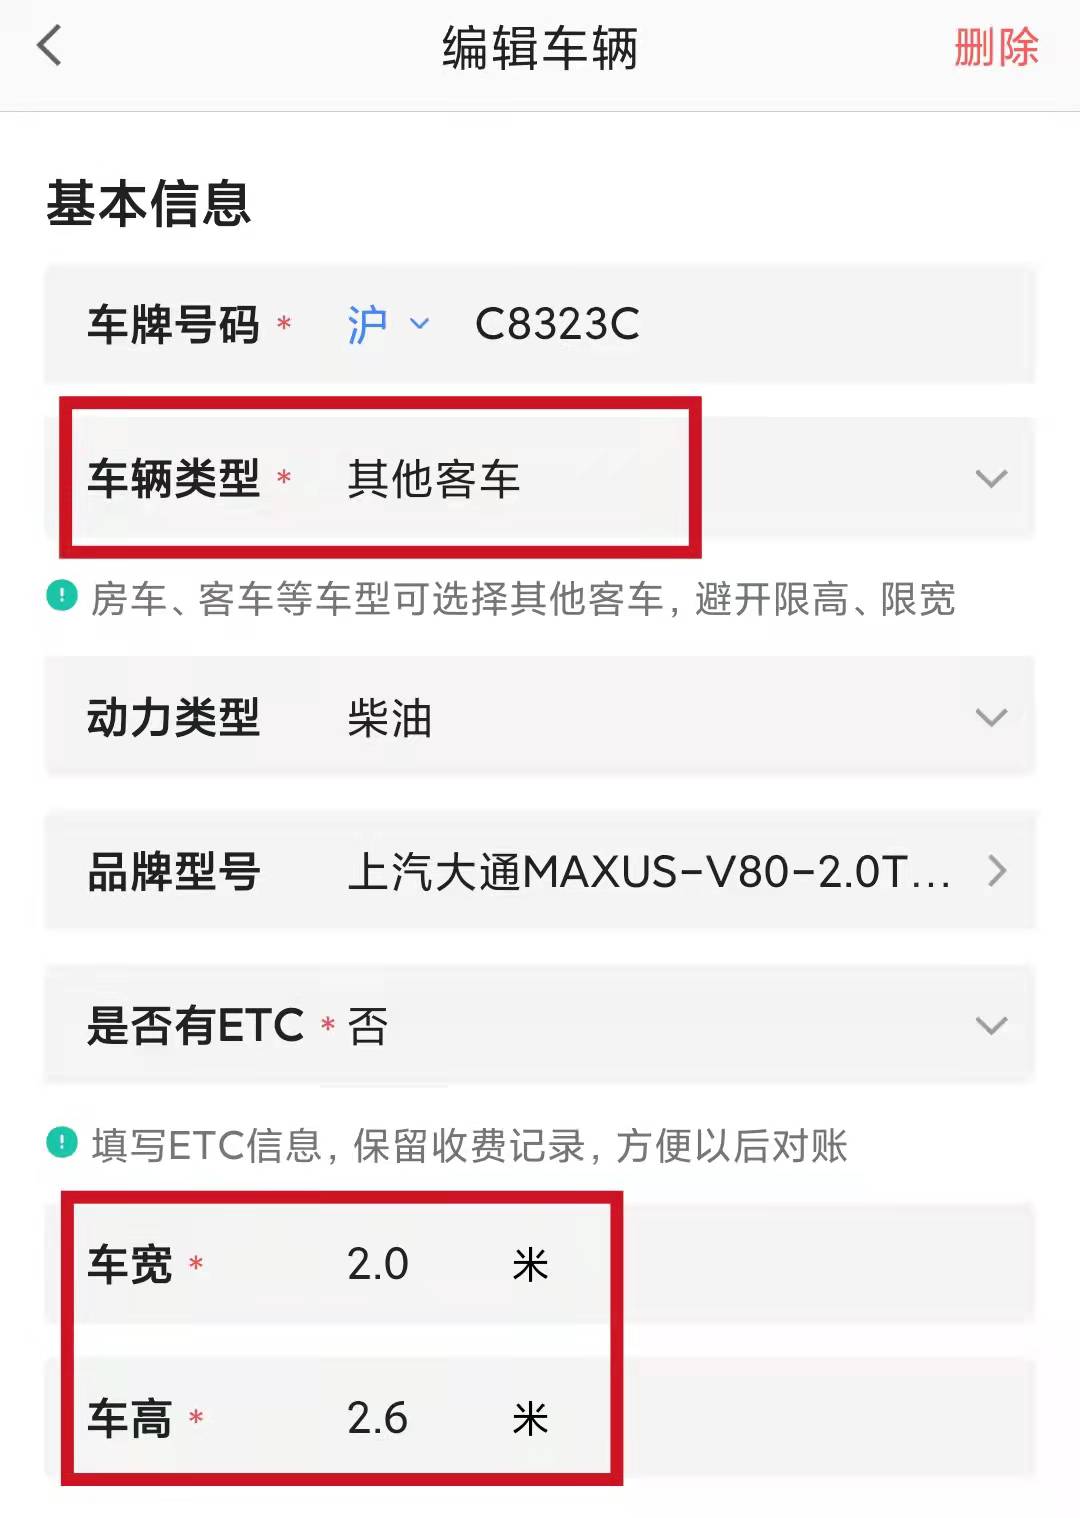 编辑车辆 删除
基本信息
车牌号码 * 沪 C8323C
车辆类型 * 其他客车
! 房车、客车等车型可选择其他客车,避开限高、限宽
动力类型 柴油
品牌型号 上汽大通MAXUS-V80-2.0T...
是否有ETC * 否
! 填写ETC信息,保留收费记录,方便以后对账
车宽 * 2.0 米
车高 * 2.6 米